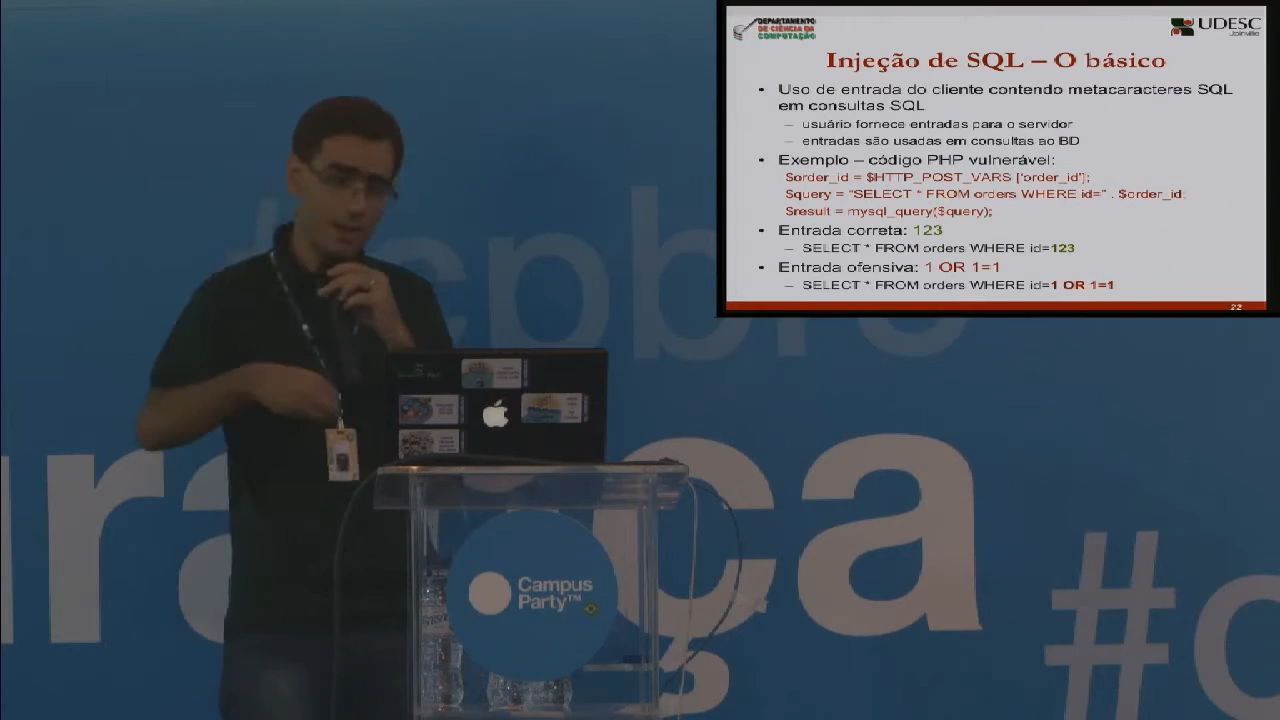 DEPARTAMENTO
DE CIÊNCIA DA
COMPUTAÇÃO
UDESC
Joinville
Injeção de SQL – O básico
• Uso de entrada do cliente contendo metacaracteres SQL
em consultas SQL
– usuário fornece entradas para o servidor
– entradas são usadas em consultas ao BD
• Exemplo – código PHP vulnerável:
$order_id = $HTTP_POST_VARS ['order_id'];
$query = "SELECT * FROM orders WHERE id=" . $order_id;
$result = mysql_query($query);
• Entrada correta: 123
– SELECT * FROM orders WHERE id=123
• Entrada ofensiva: 1 OR 1=1
– SELECT * FROM orders WHERE id=1 OR 1=1
22
#cpbr6
ura ça
#c
Campus
Party™